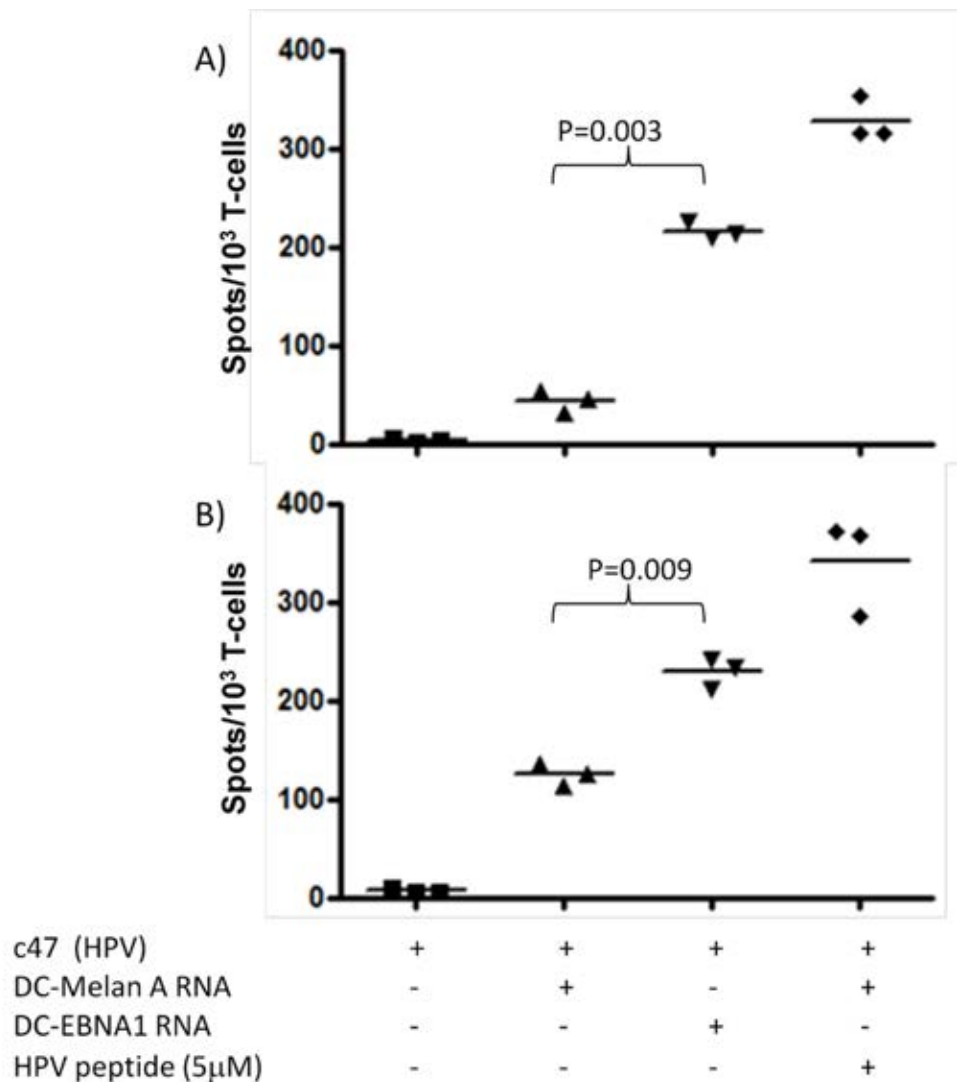 A)
400
300
200
100
0
Spots/10³ T-cells
P=0.003
B)
400
300
200
100
0
Spots/10³ T-cells
P=0.009
c47 (HPV) + + + +
DC-Melan A RNA - + - +
DC-EBNA1 RNA - - + -
HPV peptide (5µM) - - - +